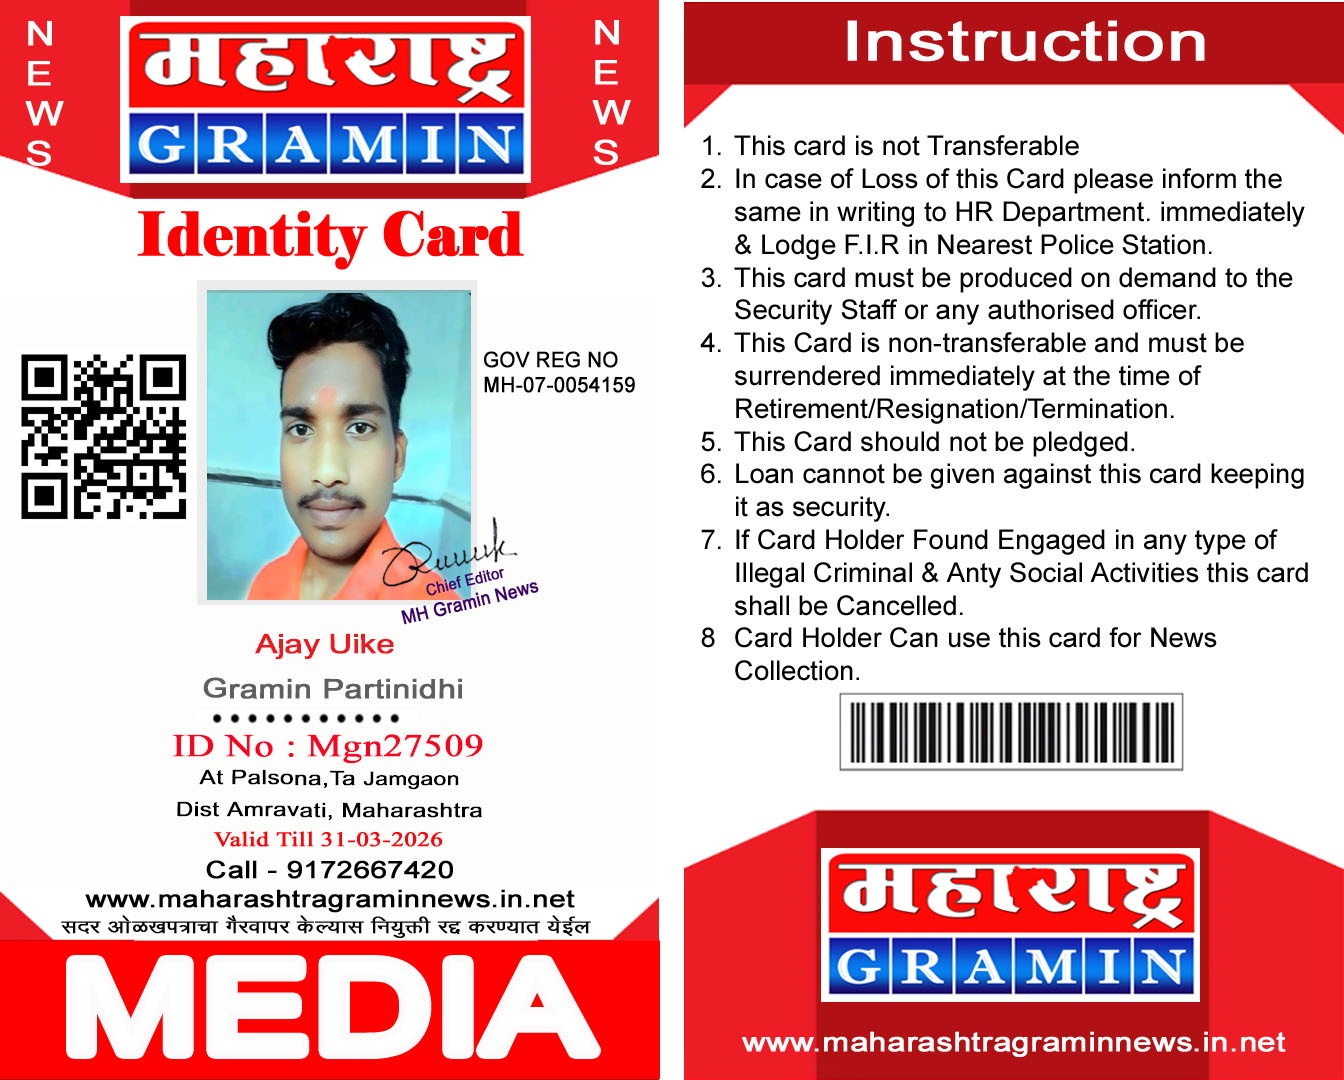 NEWS
महाराष्ट्र
GRAMIN
NEWS
Identity Card
GOV REG NO
MH-07-0054159
Chief Editor
MH Gramin News
Ajay Uike
Gramin Partinidhi
ID No : Mgn27509
At Palsona,Ta Jamgaon
Dist Amravati, Maharashtra
Valid Till 31-03-2026
Call - 9172667420
www.maharashtragraminnews.in.net
सदर ओळखपत्राचा गैरवापर केल्यास नियुक्ती रद्द करण्यात येईल
MEDIA
Instruction
1. This card is not Transferable
2. In case of Loss of this Card please inform the
same in writing to HR Department. immediately
& Lodge F.I.R in Nearest Police Station.
3. This card must be produced on demand to the
Security Staff or any authorised officer.
4. This Card is non-transferable and must be
surrendered immediately at the time of
Retirement/Resignation/Termination.
5. This Card should not be pledged.
6. Loan cannot be given against this card keeping
it as security.
7. If Card Holder Found Engaged in any type of
Illegal Criminal & Anty Social Activities this card
shall be Cancelled.
8 Card Holder Can use this card for News
Collection.
महाराष्ट्र
GRAMIN
www.maharashtragraminnews.in.net